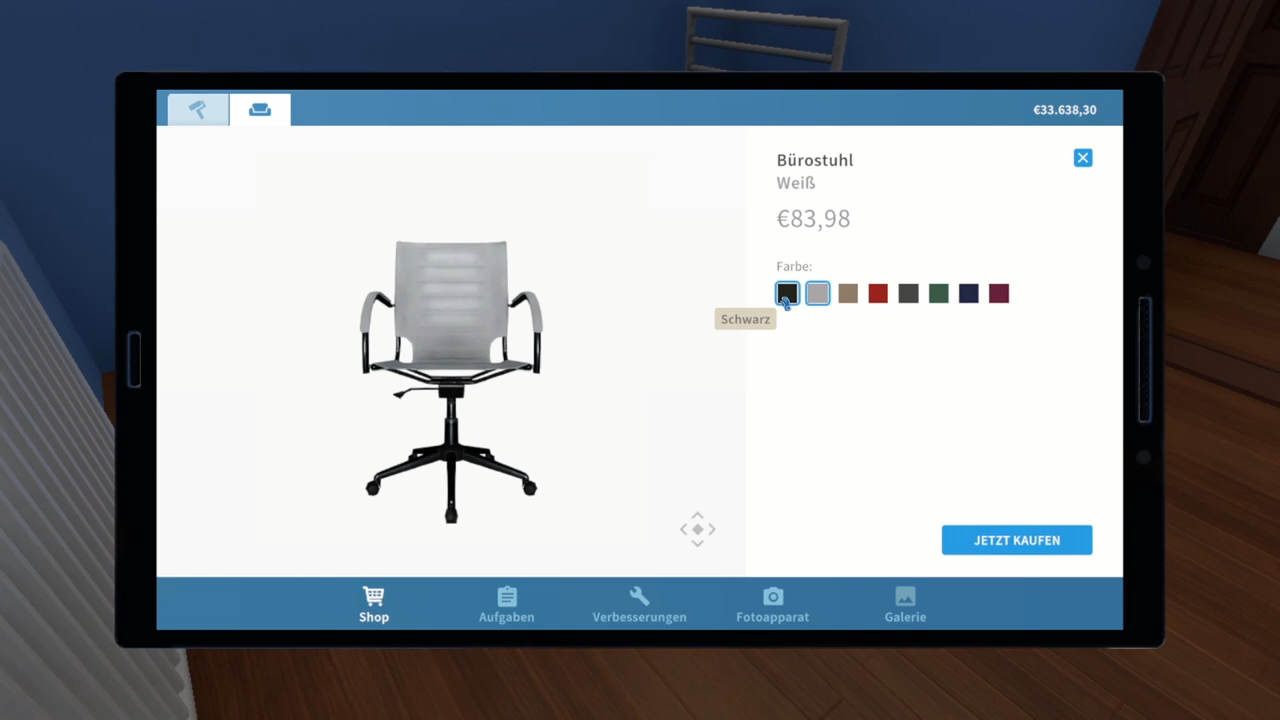 €33.638,30
Bürostuhl
Weiß
€83,98
Farbe:
Schwarz
JETZT KAUFEN
Shop
Aufgaben
Verbesserungen
Fotoapparat
Galerie